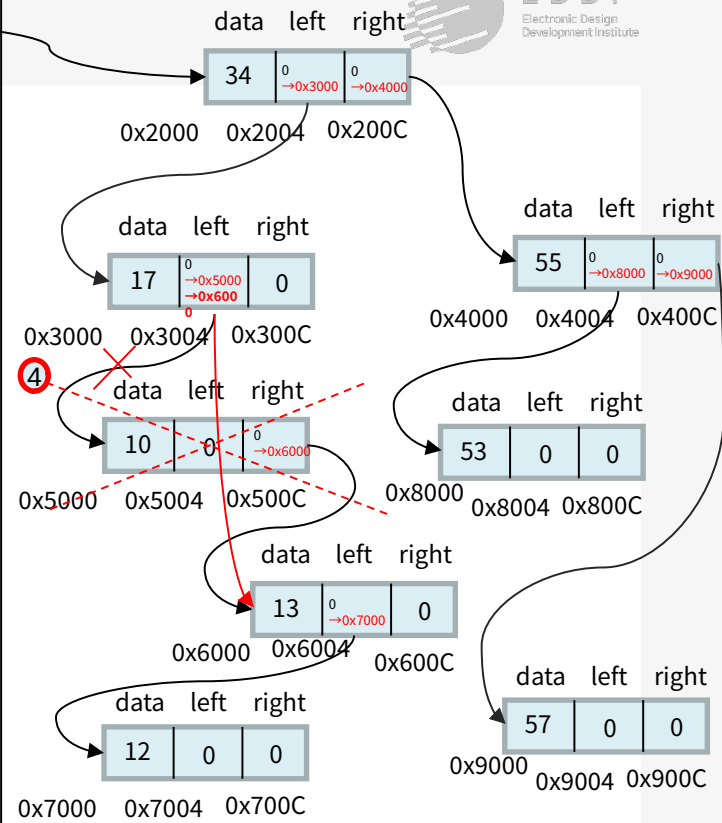 Electronic Design
Development Institute
data left right
34
0
→0x3000
0
→0x4000
0x2000 0x2004 0x200C
data left right
17
0
→0x5000
→0x600
0
0
0x3000 0x3004 0x300C
data left right
55
0
→0x8000
0
→0x9000
0x4000 0x4004 0x400C
4
data left right
10
0
0
→0x6000
0x5000 0x5004 0x500C
data left right
53
0
0
0x8000 0x8004 0x800C
data left right
13
0
→0x7000
0
0x6000 0x6004 0x600C
data left right
12
0
0
0x7000 0x7004 0x700C
data left right
57
0
0
0x9000 0x9004 0x900C